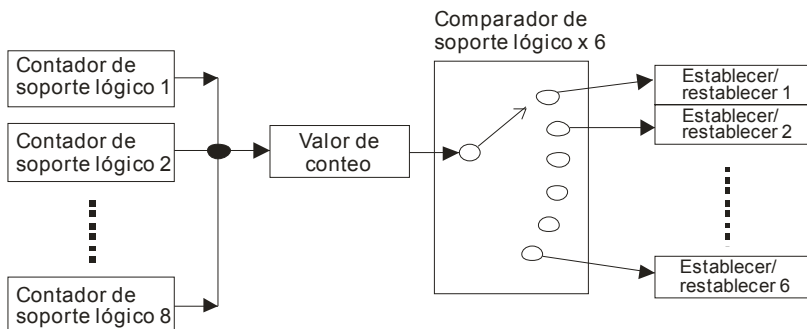 Comparador de
soporte lógico x 6
Contador de
soporte lógico 1
Establecer/
restablecer 1
Establecer/
restablecer 2
Contador de
soporte lógico 2
Valor de
conteo
Contador de
soporte lógico 8
Establecer/
restablecer 6